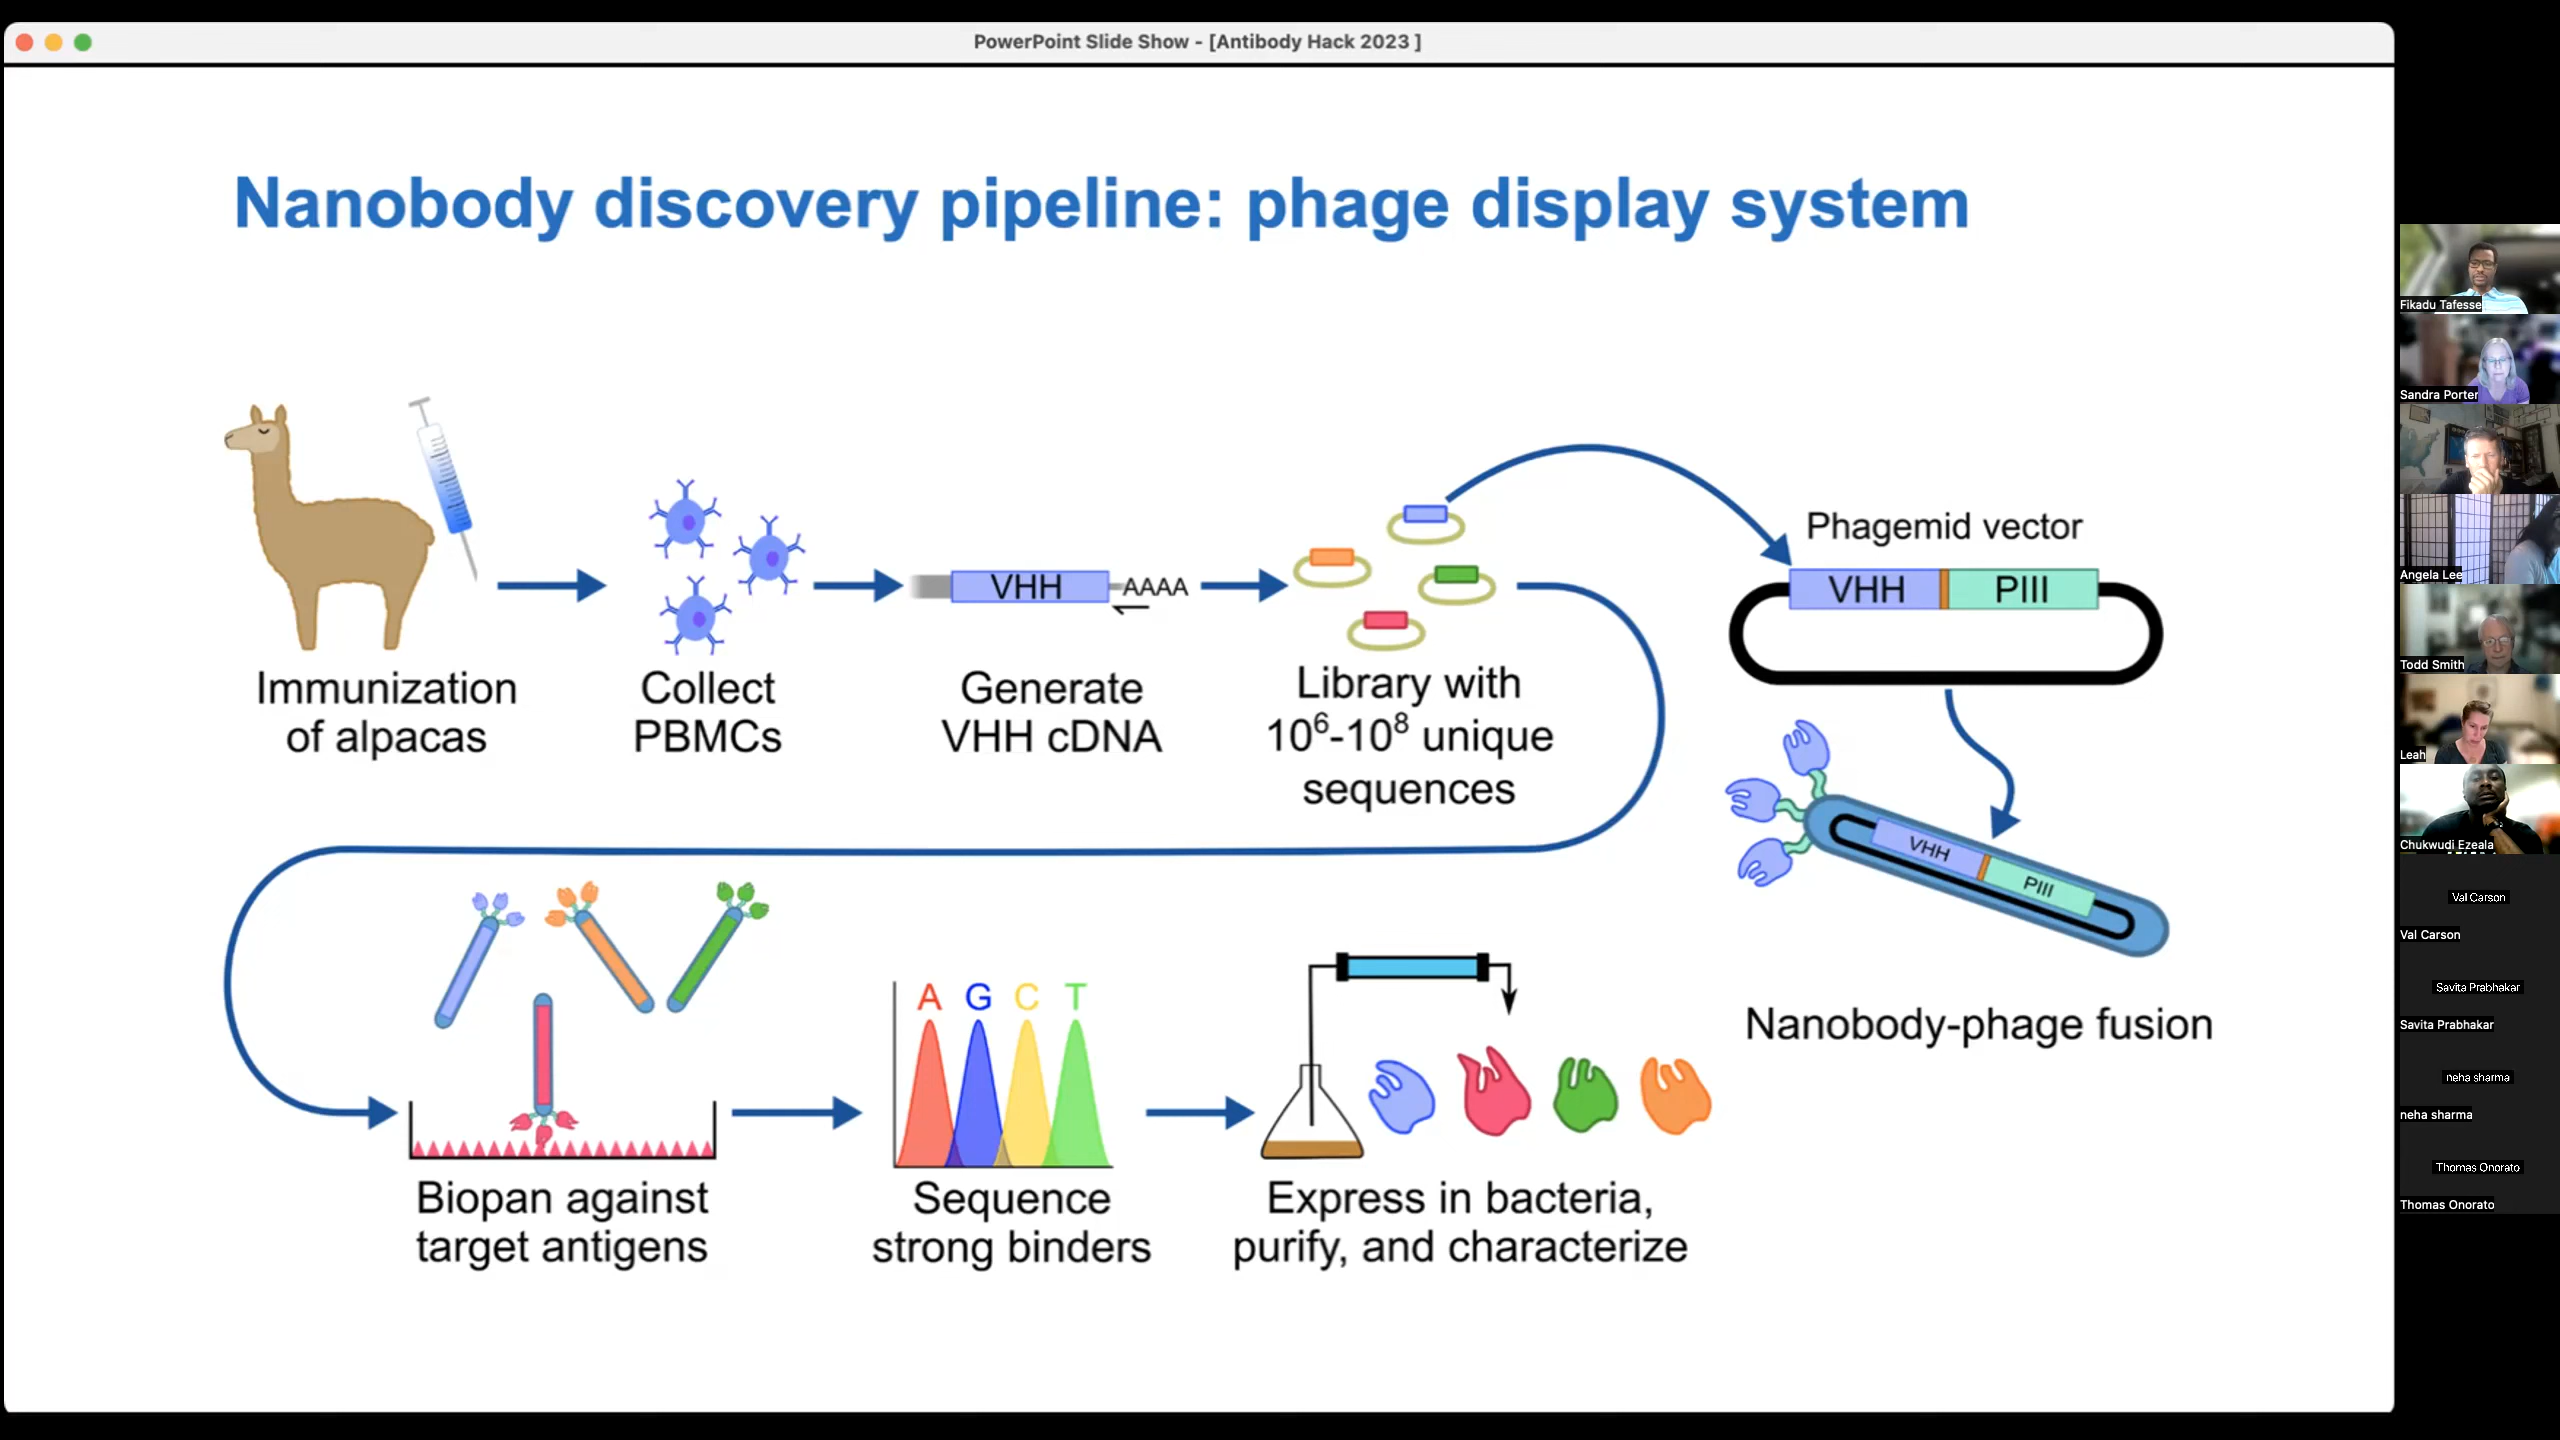 PowerPoint Slide Show - [Antibody Hack 2023 ]
Nanobody discovery pipeline: phage display system
Immunization
of alpacas
Collect
PBMCs
VHH
AAAA
Generate
VHH cDNA
Library with
10⁶-10⁸ unique
sequences
Phagemid vector
VHH
PIII
VHH
PIII
Nanobody-phage fusion
Biopan against
target antigens
A G C T
Sequence
strong binders
Express in bacteria,
purify, and characterize
Fikadu Tafesse
Sandra Porter
Angela Lee
Todd Smith
Leah
Chukwudi Ezeala
Val Carson
Val Carson
Savita Prabhakar
Savita Prabhakar
neha sharma
neha sharma
Thomas Onorato
Thomas Onorato